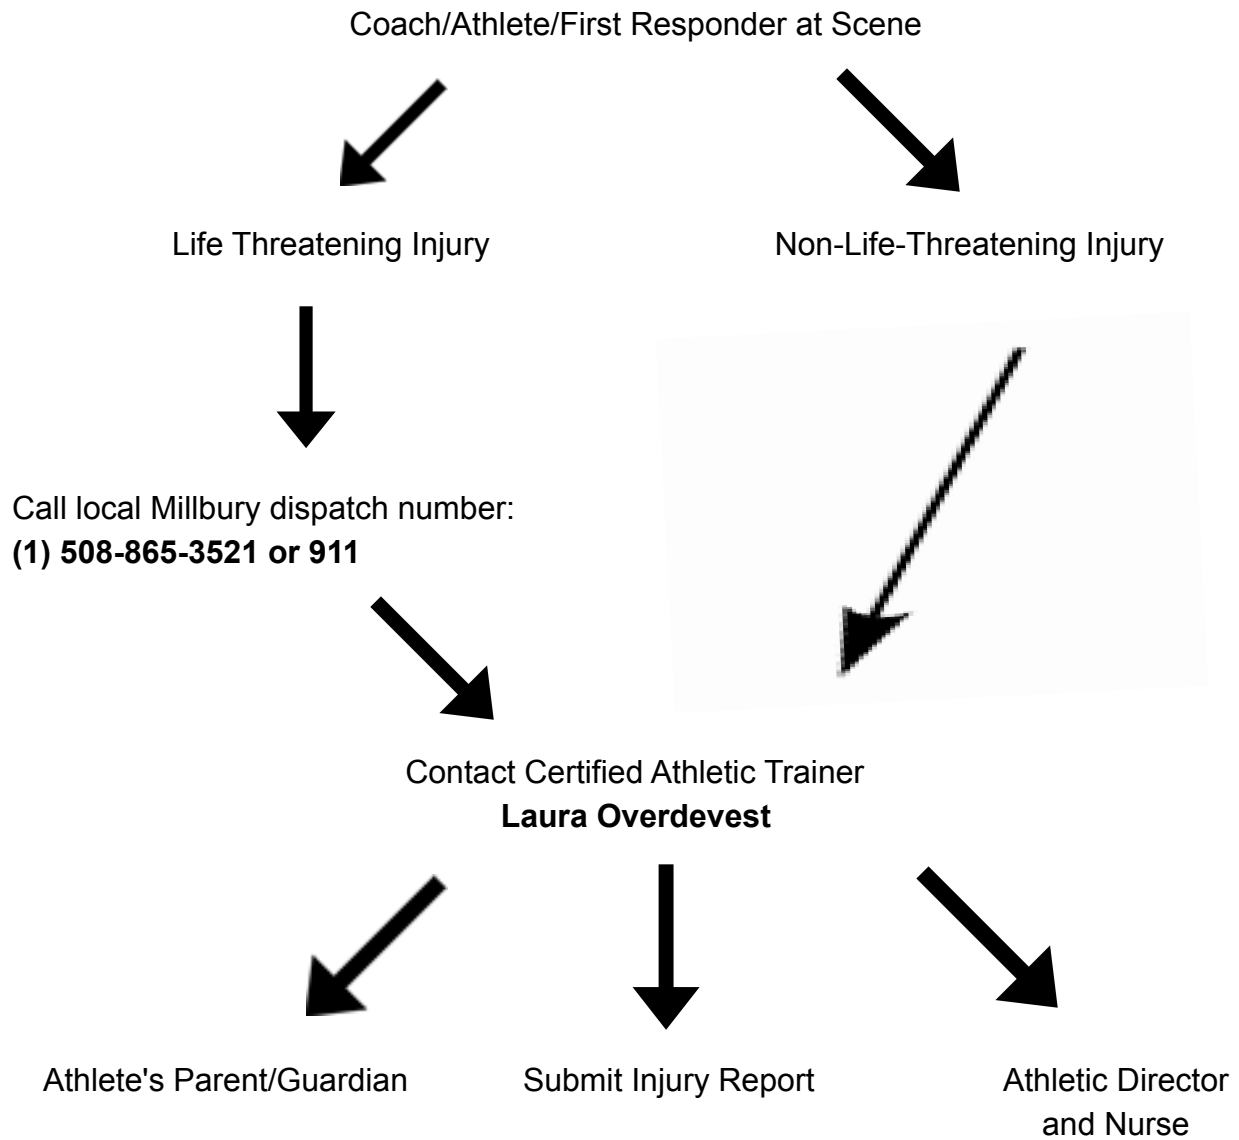 Coach/Athlete/First Responder at Scene
Life Threatening Injury
Non-Life-Threatening Injury
Call local Millbury dispatch number:
(1) 508-865-3521 or 911
Contact Certified Athletic Trainer
Laura Overdevest
Athlete's Parent/Guardian
Submit Injury Report
Athletic Director
and Nurse